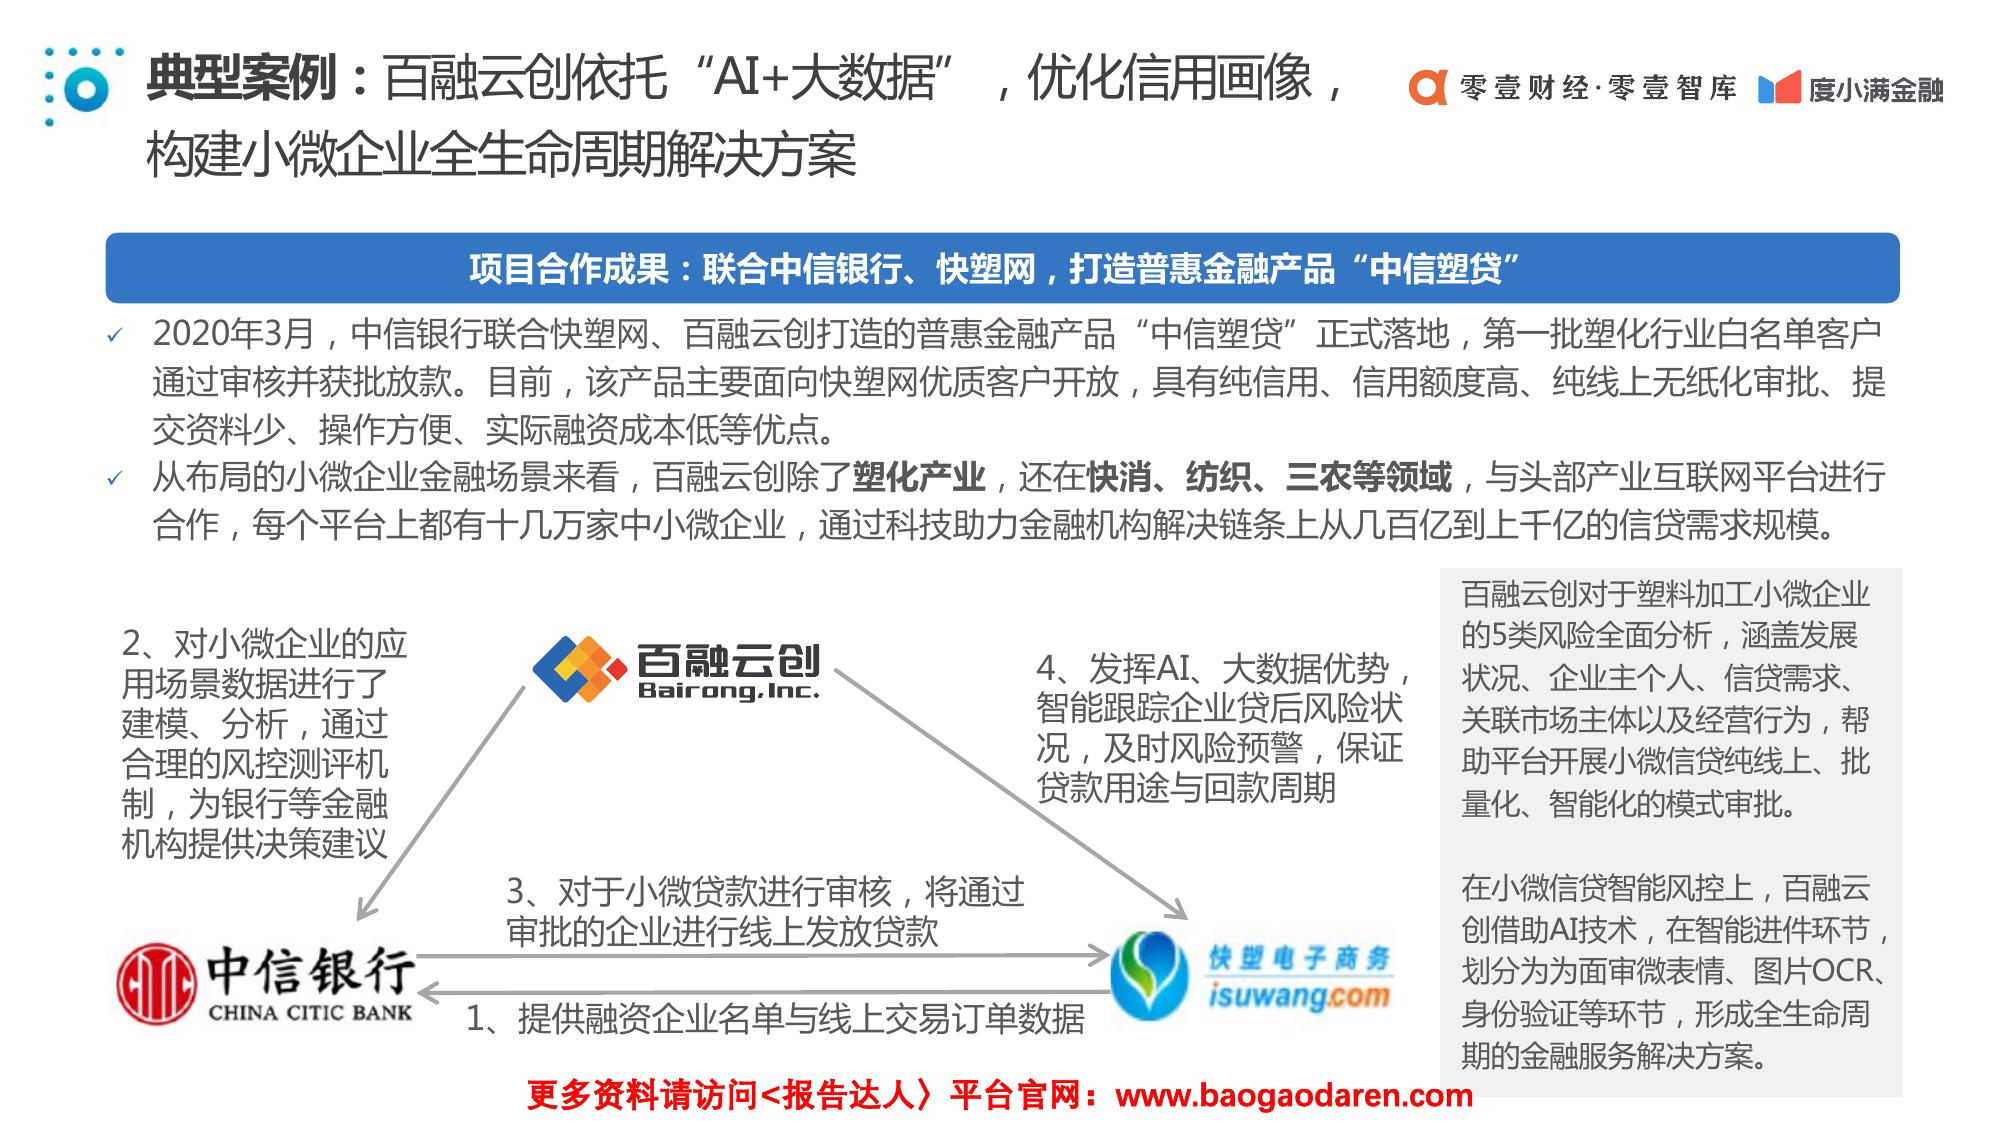 典型案例：百融云创依托“AI+大数据”，优化信用画像，
构建小微企业全生命周期解决方案
零壹财经·零壹智库
度小满金融
项目合作成果：联合中信银行、快塑网，打造普惠金融产品“中信塑贷”
✓ 2020年3月，中信银行联合快塑网、百融云创打造的普惠金融产品“中信塑贷”正式落地，第一批塑化行业白名单客户
通过审核并获批放款。目前，该产品主要面向快塑网优质客户开放，具有纯信用、信用额度高、纯线上无纸化审批、提
交资料少、操作方便、实际融资成本低等优点。
✓ 从布局的小微企业金融场景来看，百融云创除了塑化产业，还在快消、纺织、三农等领域，与头部产业互联网平台进行
合作，每个平台上都有十几万家中小微企业，通过科技助力金融机构解决链条上从几百亿到上千亿的信贷需求规模。
2、对小微企业的应
用场景数据进行了
建模、分析，通过
合理的风控测评机
制，为银行等金融
机构提供决策建议
百融云创
Bairong,Inc.
4、发挥AI、大数据优势，
智能跟踪企业贷后风险状
况，及时风险预警，保证
贷款用途与回款周期
3、对于小微贷款进行审核，将通过
审批的企业进行线上发放贷款
中信银行
CHINA CITIC BANK
快塑电子商务
isuwang.com
1、提供融资企业名单与线上交易订单数据
百融云创对于塑料加工小微企业
的5类风险全面分析，涵盖发展
状况、企业主个人、信贷需求、
关联市场主体以及经营行为，帮
助平台开展小微信贷纯线上、批
量化、智能化的模式审批。
在小微信贷智能风控上，百融云
创借助AI技术，在智能进件环节，
划分为为面审微表情、图片OCR、
身份验证等环节，形成全生命周
期的金融服务解决方案。
更多资料请访问<报告达人〉平台官网：www.baogaodaren.com